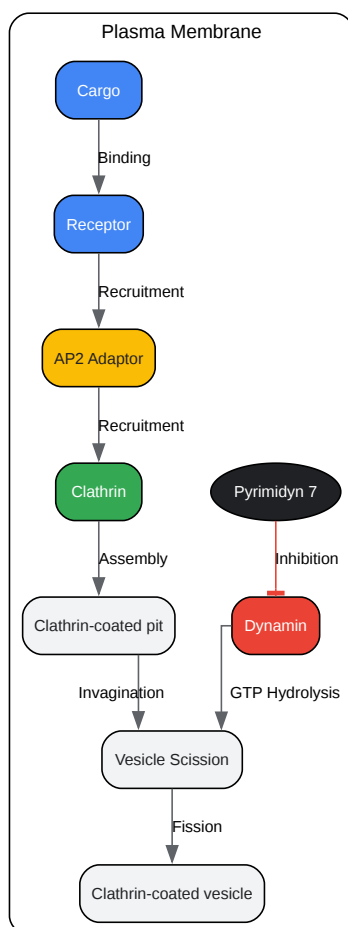 Plasma Membrane
Cargo
Binding
Receptor
Recruitment
AP2 Adaptor
Recruitment
Clathrin
Pyrimidyn 7
Assembly
Inhibition
Clathrin-coated pit
Dynamin
Invagination
GTP Hydrolysis
Vesicle Scission
Fission
Clathrin-coated vesicle